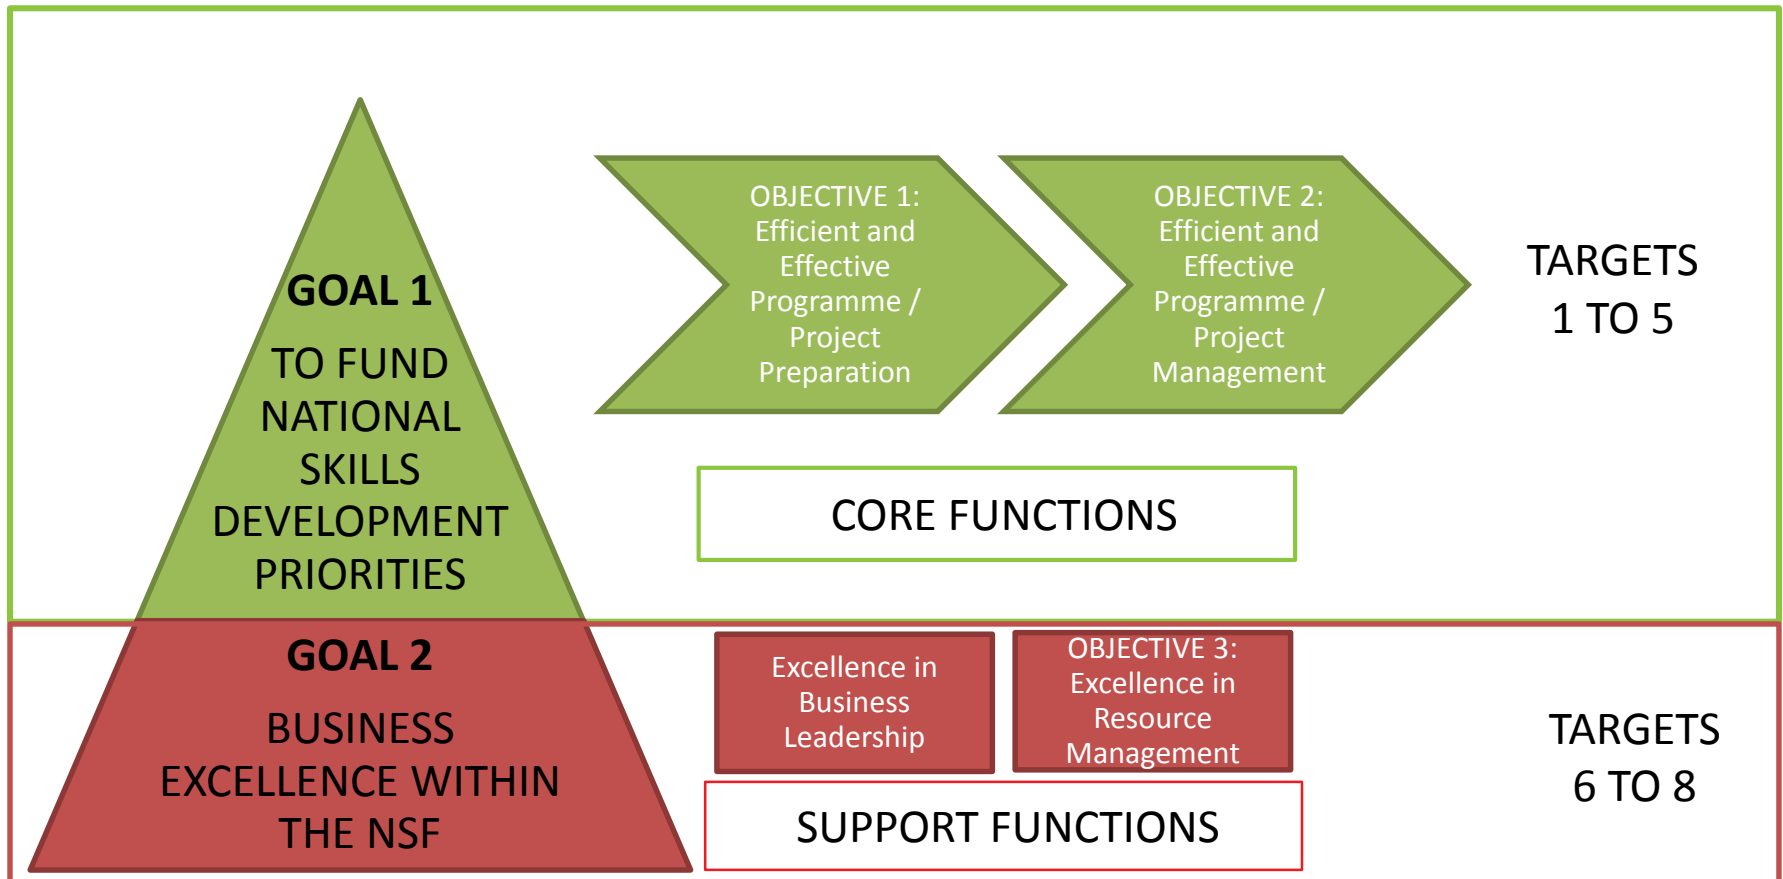 GOAL 1
TO FUND
NATIONAL
SKILLS
DEVELOPMENT
PRIORITIES
OBJECTIVE 1:
Efficient and
Effective
Programme /
Project
Preparation
OBJECTIVE 2:
Efficient and
Effective
Programme /
Project
Management
TARGETS
1 TO 5
CORE FUNCTIONS
GOAL 2
BUSINESS
EXCELLENCE WITHIN
THE NSF
Excellence in
Business
Leadership
OBJECTIVE 3:
Excellence in
Resource
Management
TARGETS
6 TO 8
SUPPORT FUNCTIONS